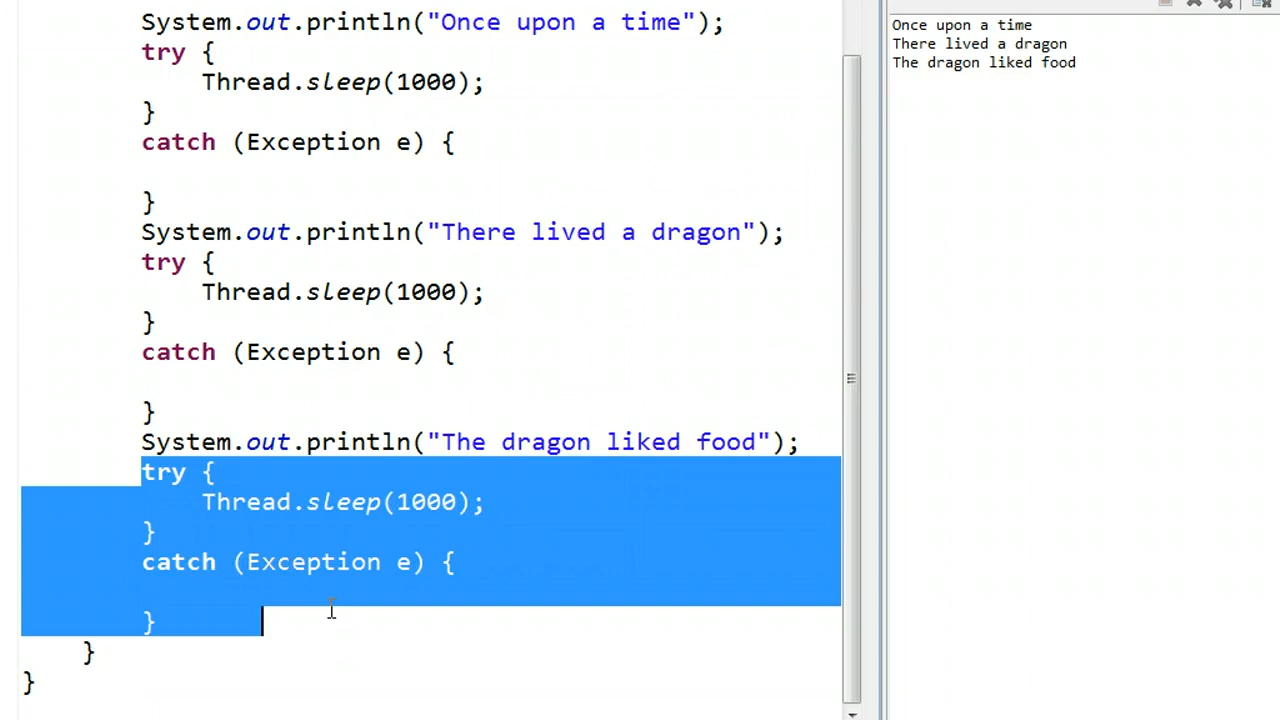 System.out.println("Once upon a time");
try {
Thread.sleep(1000);
}
catch (Exception e) {
}
System.out.println("There lived a dragon");
try {
Thread.sleep(1000);
}
catch (Exception e) {
}
System.out.println("The dragon liked food");
try {
Thread.sleep(1000);
}
catch (Exception e) {
}
}
}
Once upon a time
There lived a dragon
The dragon liked food